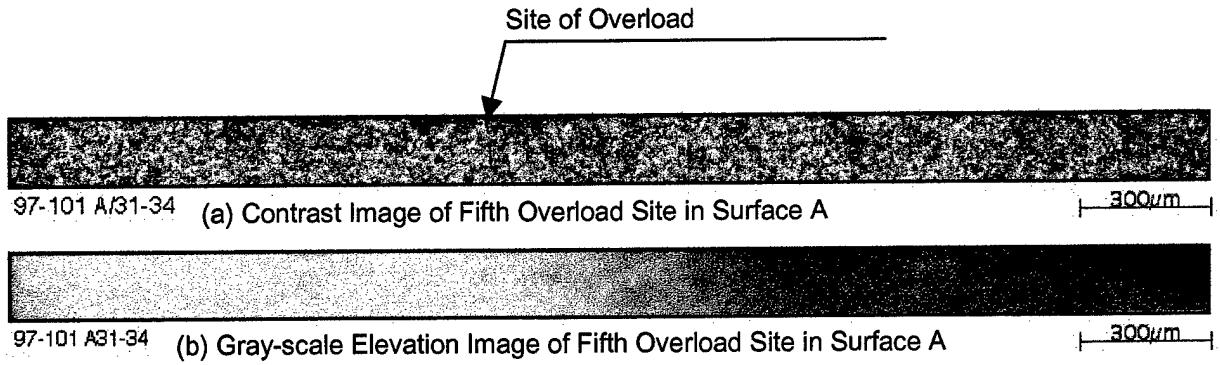 Site of Overload
97-101 A/31-34 (a) Contrast Image of Fifth Overload Site in Surface A 300μm
97-101 A31-34 (b) Gray-scale Elevation Image of Fifth Overload Site in Surface A 300μm